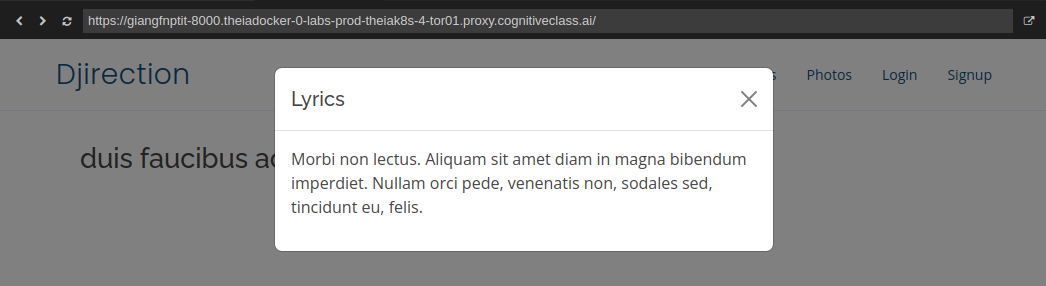 https://giangfnptit-8000.theiadocker-0-labs-prod-theiak8s-4-tor01.proxy.cognitiveclass.ai/
Djirection
Photos Login Signup
Lyrics
duis faucibus
Morbi non lectus. Aliquam sit amet diam in magna bibendum
imperdiet. Nullam orci pede, venenatis non, sodales sed,
tincidunt eu, felis.